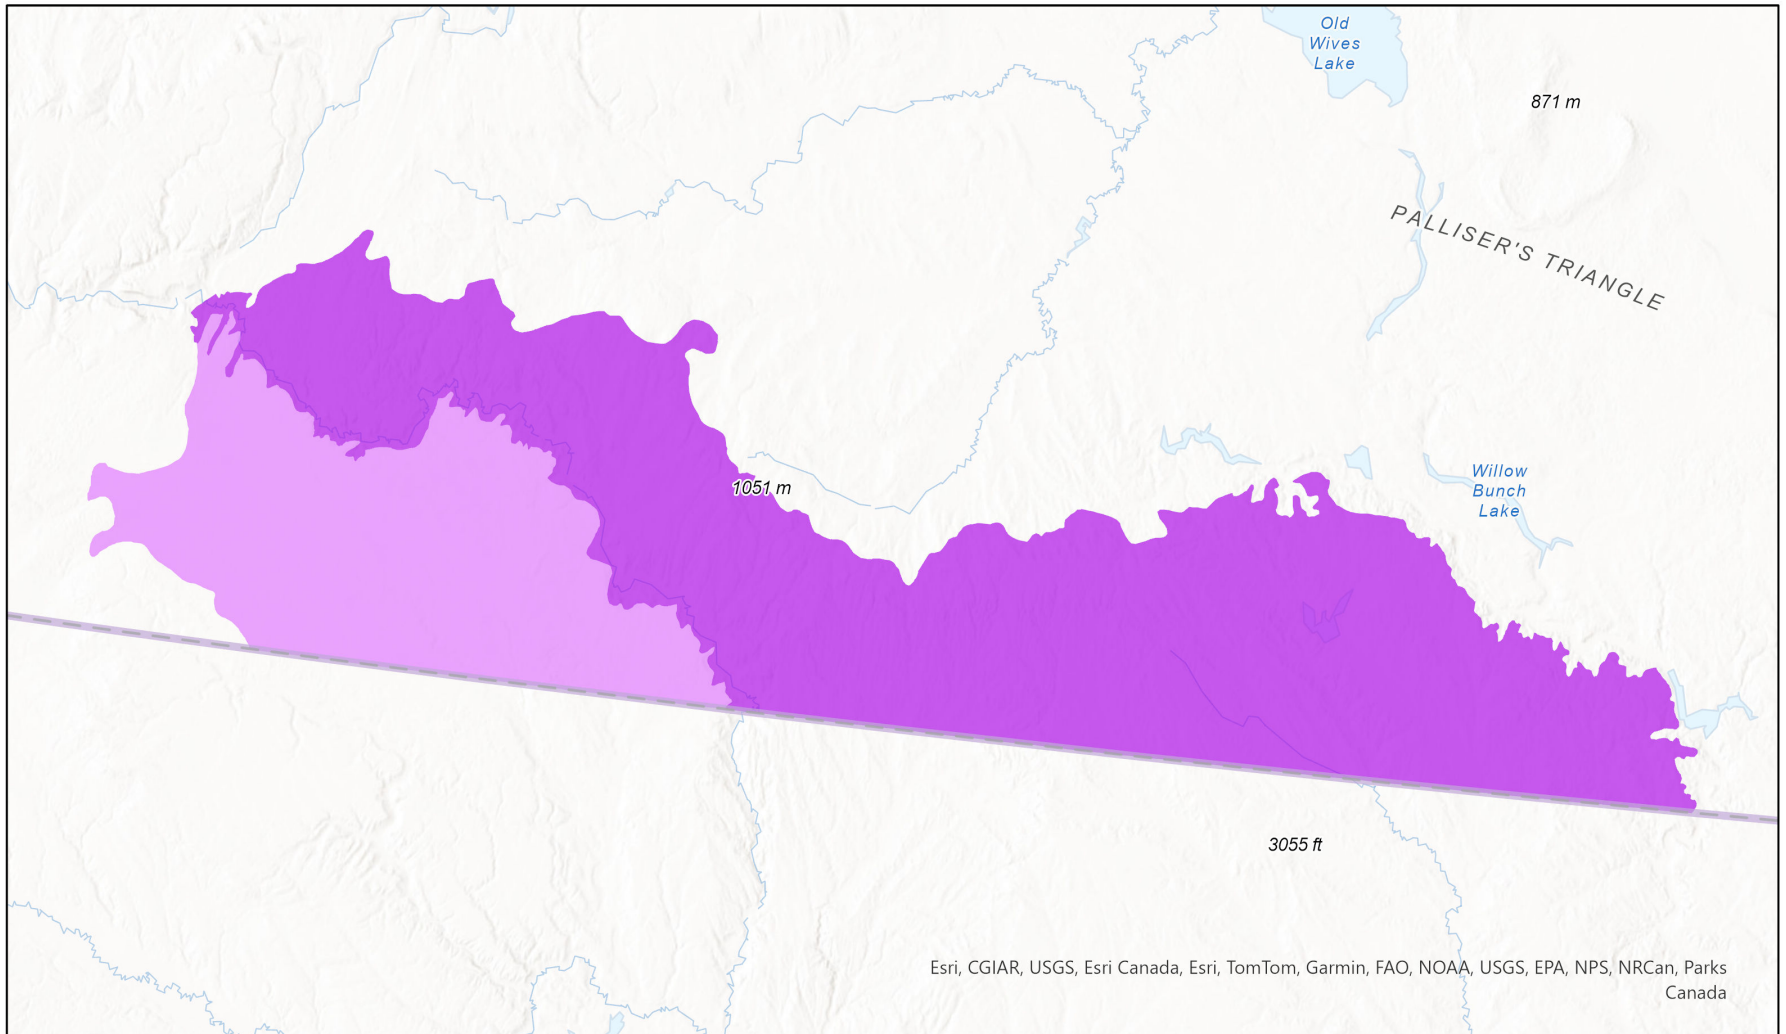 Old
Wives
Lake
871 m
PALLISER'S TRIANGLE
Willow
Bunch
Lake
1051 m
3055 ft
Esri, CGIAR, USGS, Esri Canada, Esri, TomTom, Garmin, FAO, NOAA, USGS, EPA, NPS, NRCan, Parks
Canada